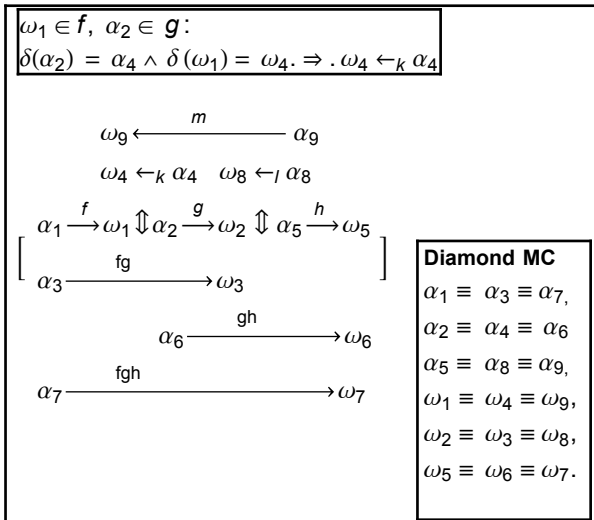 ω₁ ∈ f, α₂ ∈ g :
δ(α₂) = α₄ ∧ δ (ω₁) = ω₄. ⇒ . ω₄ ←ₖ α₄
m
ω₉ ⟵ α₉
ω₄ ←ₖ α₄ ω₈ ←ₗ α₈
f g h
[ α₁ ⟶ ω₁ ⇕ α₂ ⟶ ω₂ ⇕ α₅ ⟶ ω₅ ]
fg
α₃ ⟶ ω₃
gh
α₆ ⟶ ω₆
fgh
α₇ ⟶ ω₇
Diamond MC
α₁ ≡ α₃ ≡ α₇,
α₂ ≡ α₄ ≡ α₆
α₅ ≡ α₈ ≡ α₉,
ω₁ ≡ ω₄ ≡ ω₉,
ω₂ ≡ ω₃ ≡ ω₈,
ω₅ ≡ ω₆ ≡ ω₇.